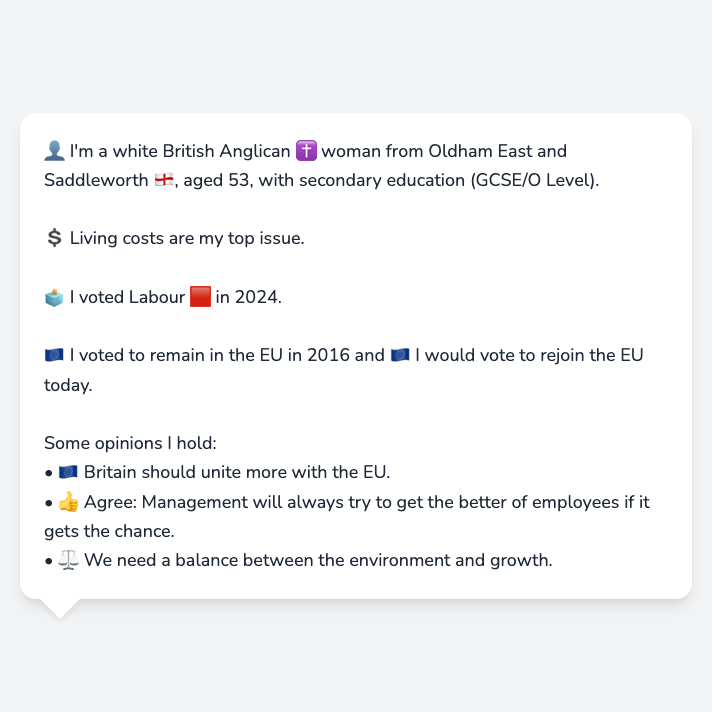 👤 I'm a white British Anglican ✝️ woman from Oldham East and
Saddleworth 🏴󠁧󠁢󠁥󠁮󠁧󠁿, aged 53, with secondary education (GCSE/O Level).
💲 Living costs are my top issue.
🗳️ I voted Labour 🟥 in 2024.
🇪🇺 I voted to remain in the EU in 2016 and 🇪🇺 I would vote to rejoin the EU
today.
Some opinions I hold:
• 🇪🇺 Britain should unite more with the EU.
• 👍 Agree: Management will always try to get the better of employees if it
gets the chance.
• ⚖️ We need a balance between the environment and growth.